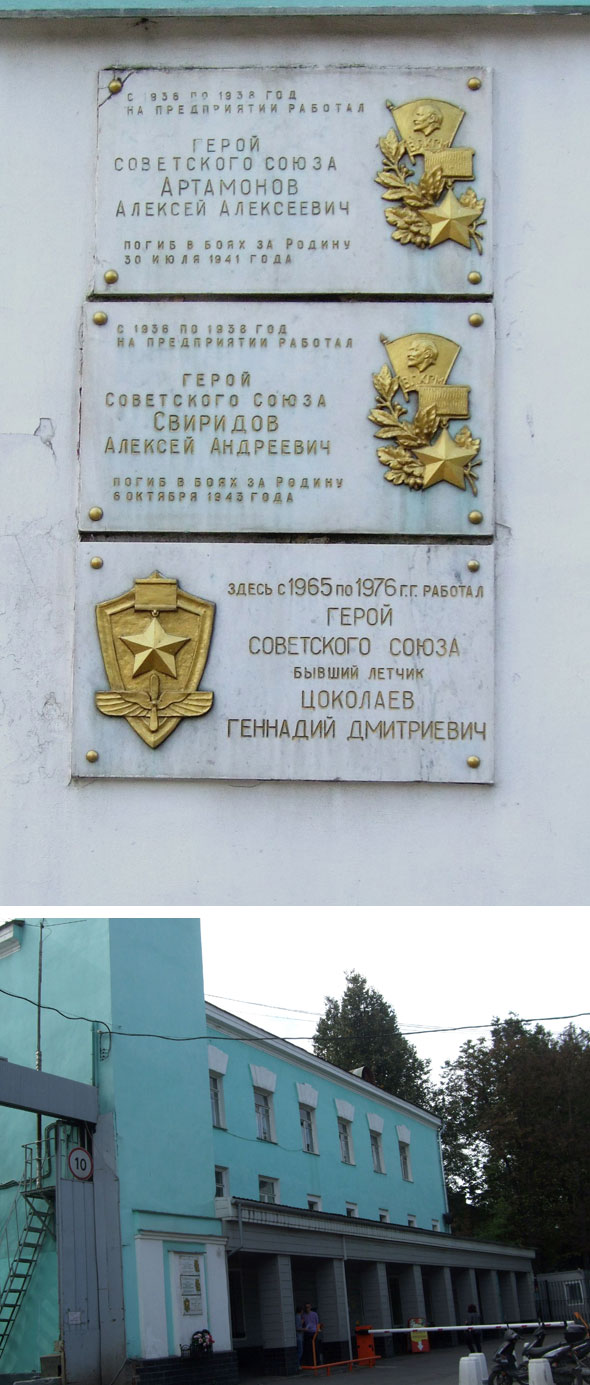 С 1936 ПО 1938 ГОД
НА ПРЕДПРИЯТИИ РАБОТАЛ
ГЕРОЙ
СОВЕТСКОГО СОЮЗА
АРТАМОНОВ
АЛЕКСЕЙ АЛЕКСЕЕВИЧ
ПОГИБ В БОЯХ ЗА РОДИНУ
30 ИЮЛЯ 1941 ГОДА
С 1936 ПО 1938 ГОД
НА ПРЕДПРИЯТИИ РАБОТАЛ
ГЕРОЙ
СОВЕТСКОГО СОЮЗА
СВИРИДОВ
АЛЕКСЕЙ АНДРЕЕВИЧ
ПОГИБ В БОЯХ ЗА РОДИНУ
6 ОКТЯБРЯ 1943 ГОДА
ЗДЕСЬ С 1965 ПО 1976 Г.Г. РАБОТАЛ
ГЕРОЙ
СОВЕТСКОГО СОЮЗА
БЫВШИЙ ЛЕТЧИК
ЦОКОЛАЕВ
ГЕННАДИЙ ДМИТРИЕВИЧ
10